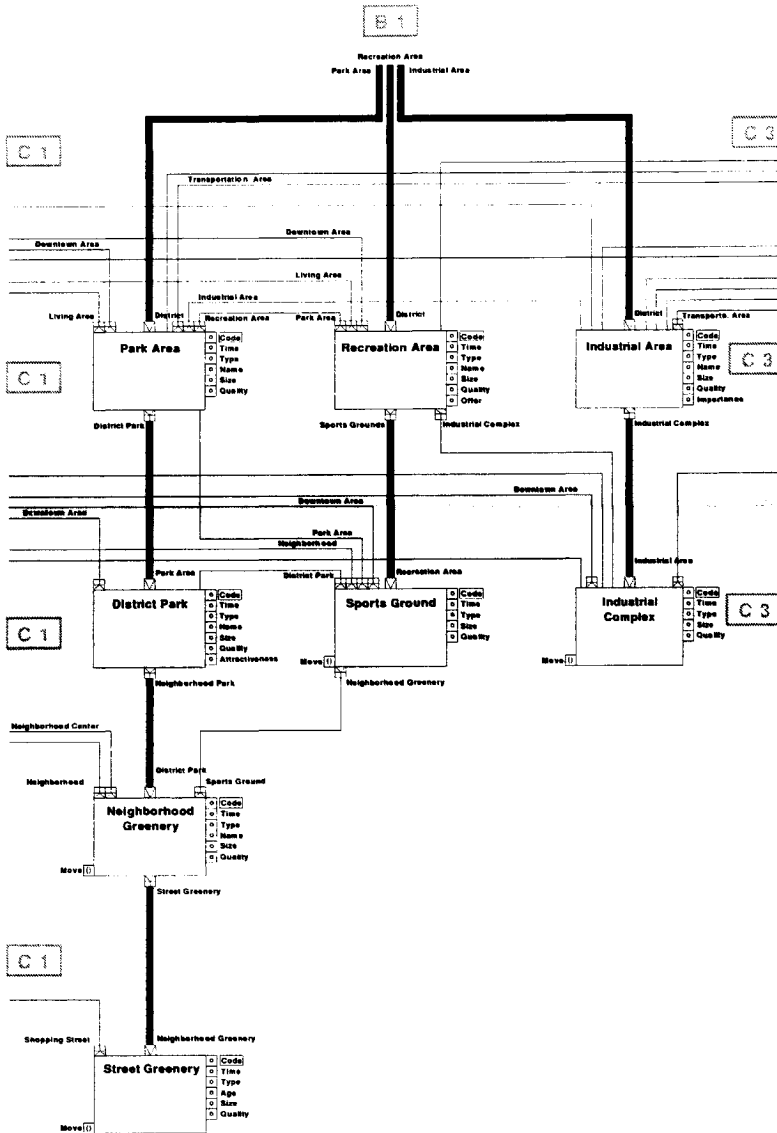 B 1
Recreation Area
Park Area Industrial Area
C 1
C 3
Transportation Area
Downtown Area
Downtown Area
Living Area
Industrial Area
Living Area
District
Recreation Area
Park Area
District
District
Transporta. Area
Park Area
Code
Time
Type
Name
Size
Quality
Recreation Area
Code
Time
Type
Name
Size
Quality
Offer
Industrial Area
Code
Time
Type
Name
Size
Quality
Importance
C 1
C 3
District Park
Sports Grounds
Industrial Complex
Industrial Complex
Downtown Area
Downtown Area
Downtown Area
Park Area
Neighborhood
Park Area
District Park
Recreation Area
Industrial Area
District Park
Code
Time
Type
Name
Size
Quality
Attractiveness
Sports Ground
Code
Time
Type
Size
Quality
Move ()
Industrial
Complex
Code
Time
Type
Size
Quality
Move ()
C 1
C 3
Neighborhood Park
Neighborhood Greenery
Neighborhood Center
District Park
Neighborhood
Sports Ground
Neighborhood
Greenery
Code
Time
Type
Name
Size
Quality
Move ()
Street Greenery
C 1
Shopping Street
Neighborhood Greenery
Street Greenery
Code
Time
Type
Age
Size
Quality
Move ()